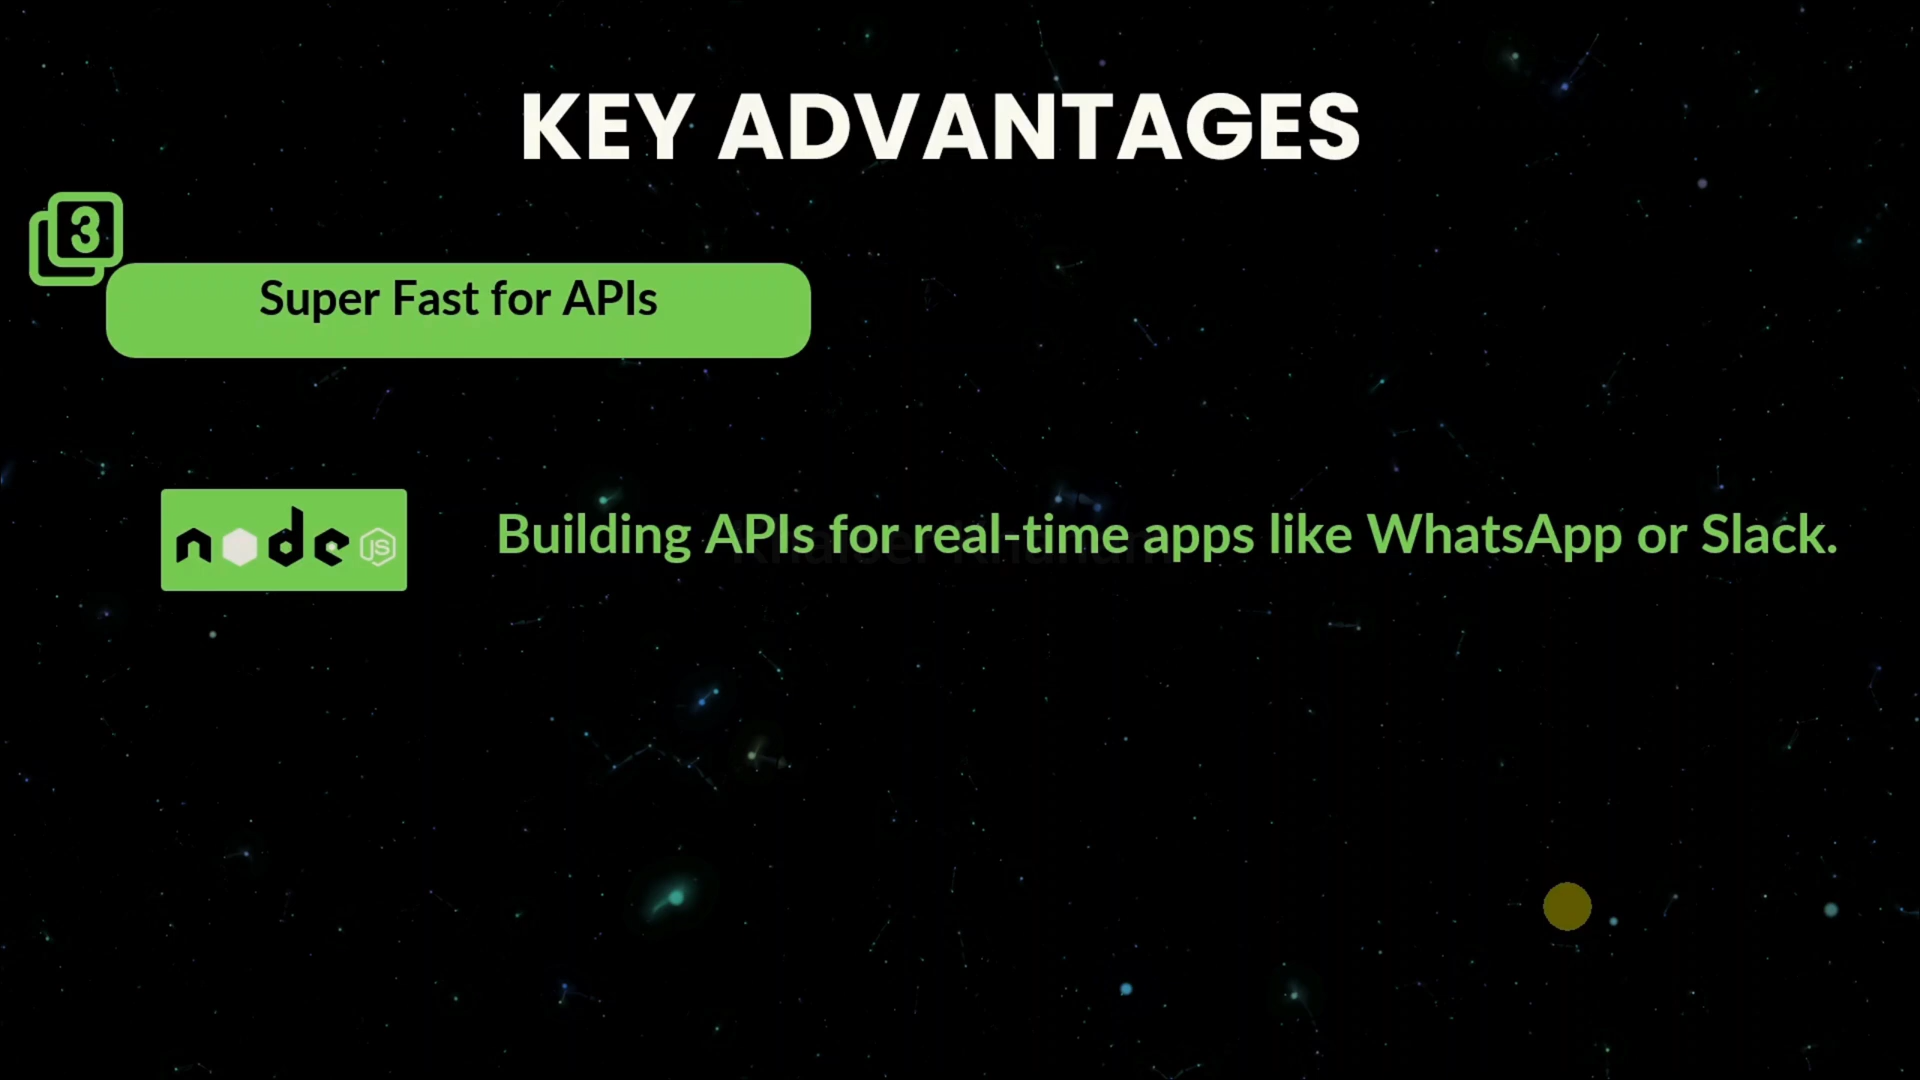 KEY ADVANTAGES
3
Super Fast for APIs
node JS
Building APIs for real-time apps like WhatsApp or Slack.